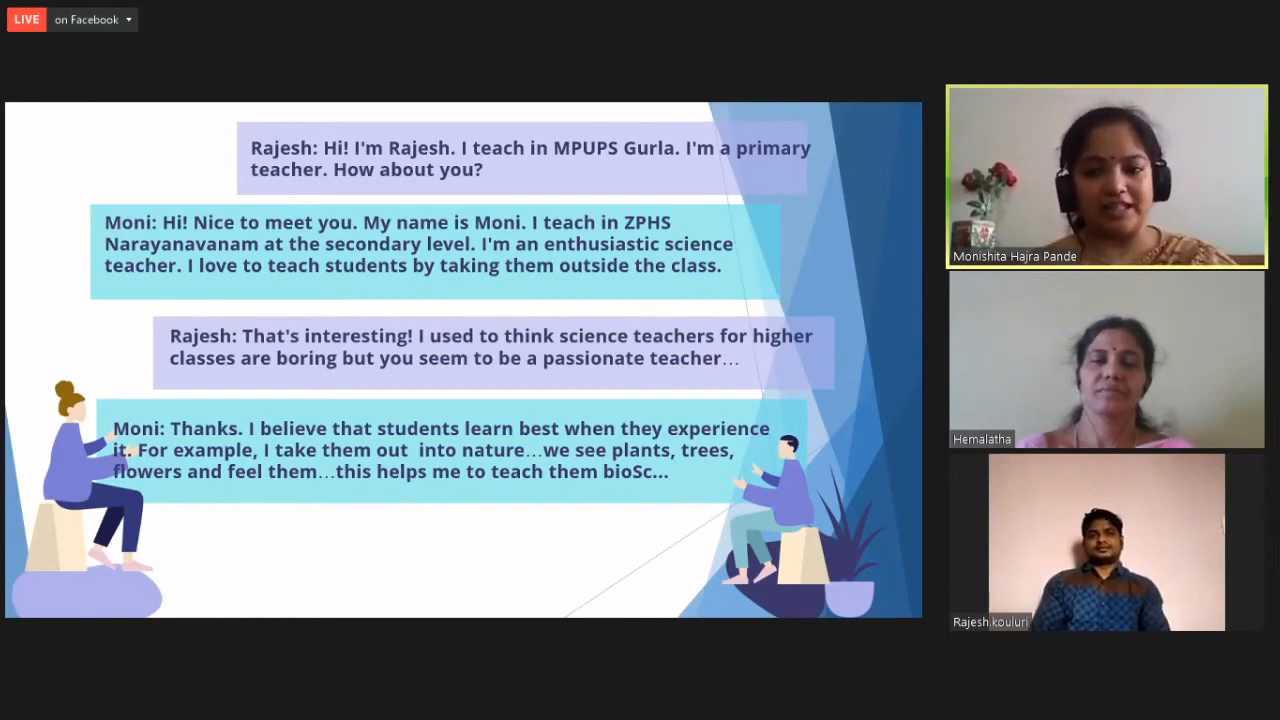 LIVE on Facebook
Rajesh: Hi! I'm Rajesh. I teach in MPUPS Gurla. I'm a primary
teacher. How about you?
Moni: Hi! Nice to meet you. My name is Moni. I teach in ZPHS
Narayanavanam at the secondary level. I'm an enthusiastic science
teacher. I love to teach students by taking them outside the class.
Rajesh: That's interesting! I used to think science teachers for higher
classes are boring but you seem to be a passionate teacher...
Moni: Thanks. I believe that students learn best when they experience
it. For example, I take them out into nature...we see plants, trees,
flowers and feel them...this helps me to teach them bioSc...
Monishita Hajra Pande
Hemalatha
Rajesh.kouluri